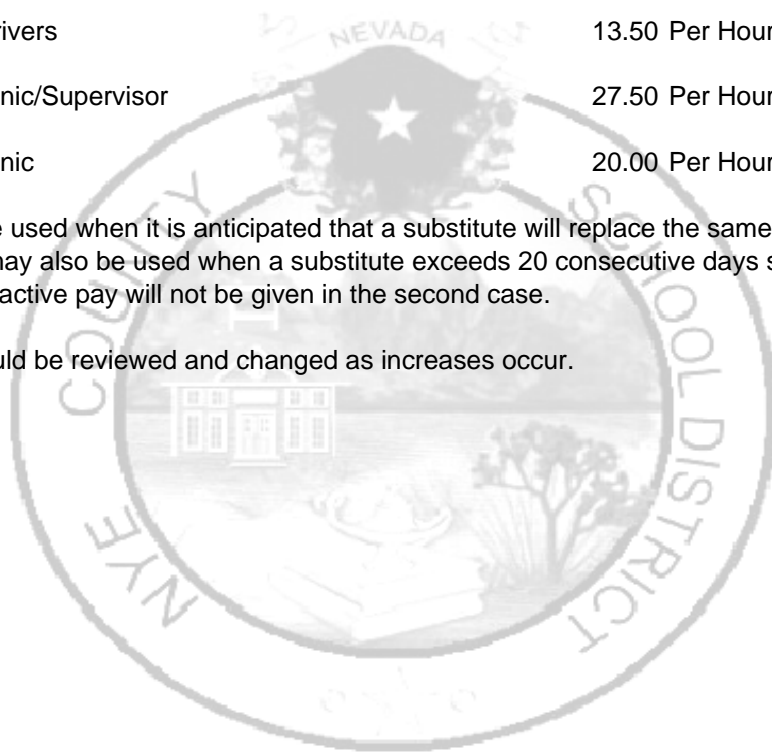 rivers 13.50 Per Hour
nic/Supervisor 27.50 Per Hour
nic 20.00 Per Hour
e used when it is anticipated that a substitute will replace the same
may also be used when a substitute exceeds 20 consecutive days s
active pay will not be given in the second case.
uld be reviewed and changed as increases occur.
NEVADA
NYE COUNTY SCHOOL DISTRICT